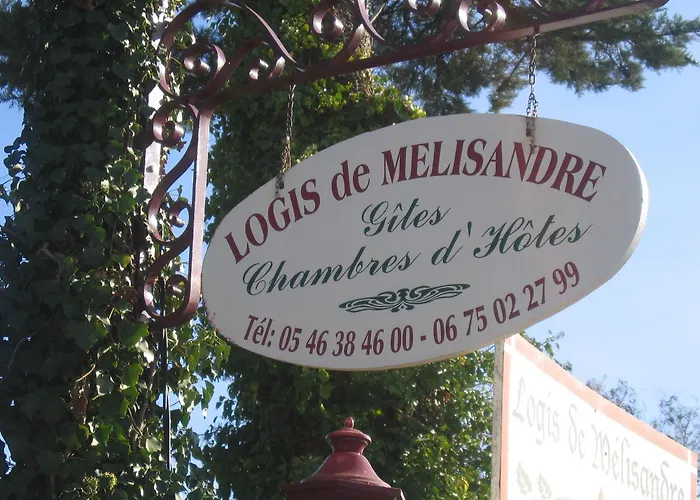 LOGIS de MELISANDRE
Gîtes
Chambres d'Hôtes
Tél: 05 46 38 46 00 - 06 75 02 27 99
Logis de Mélisandre